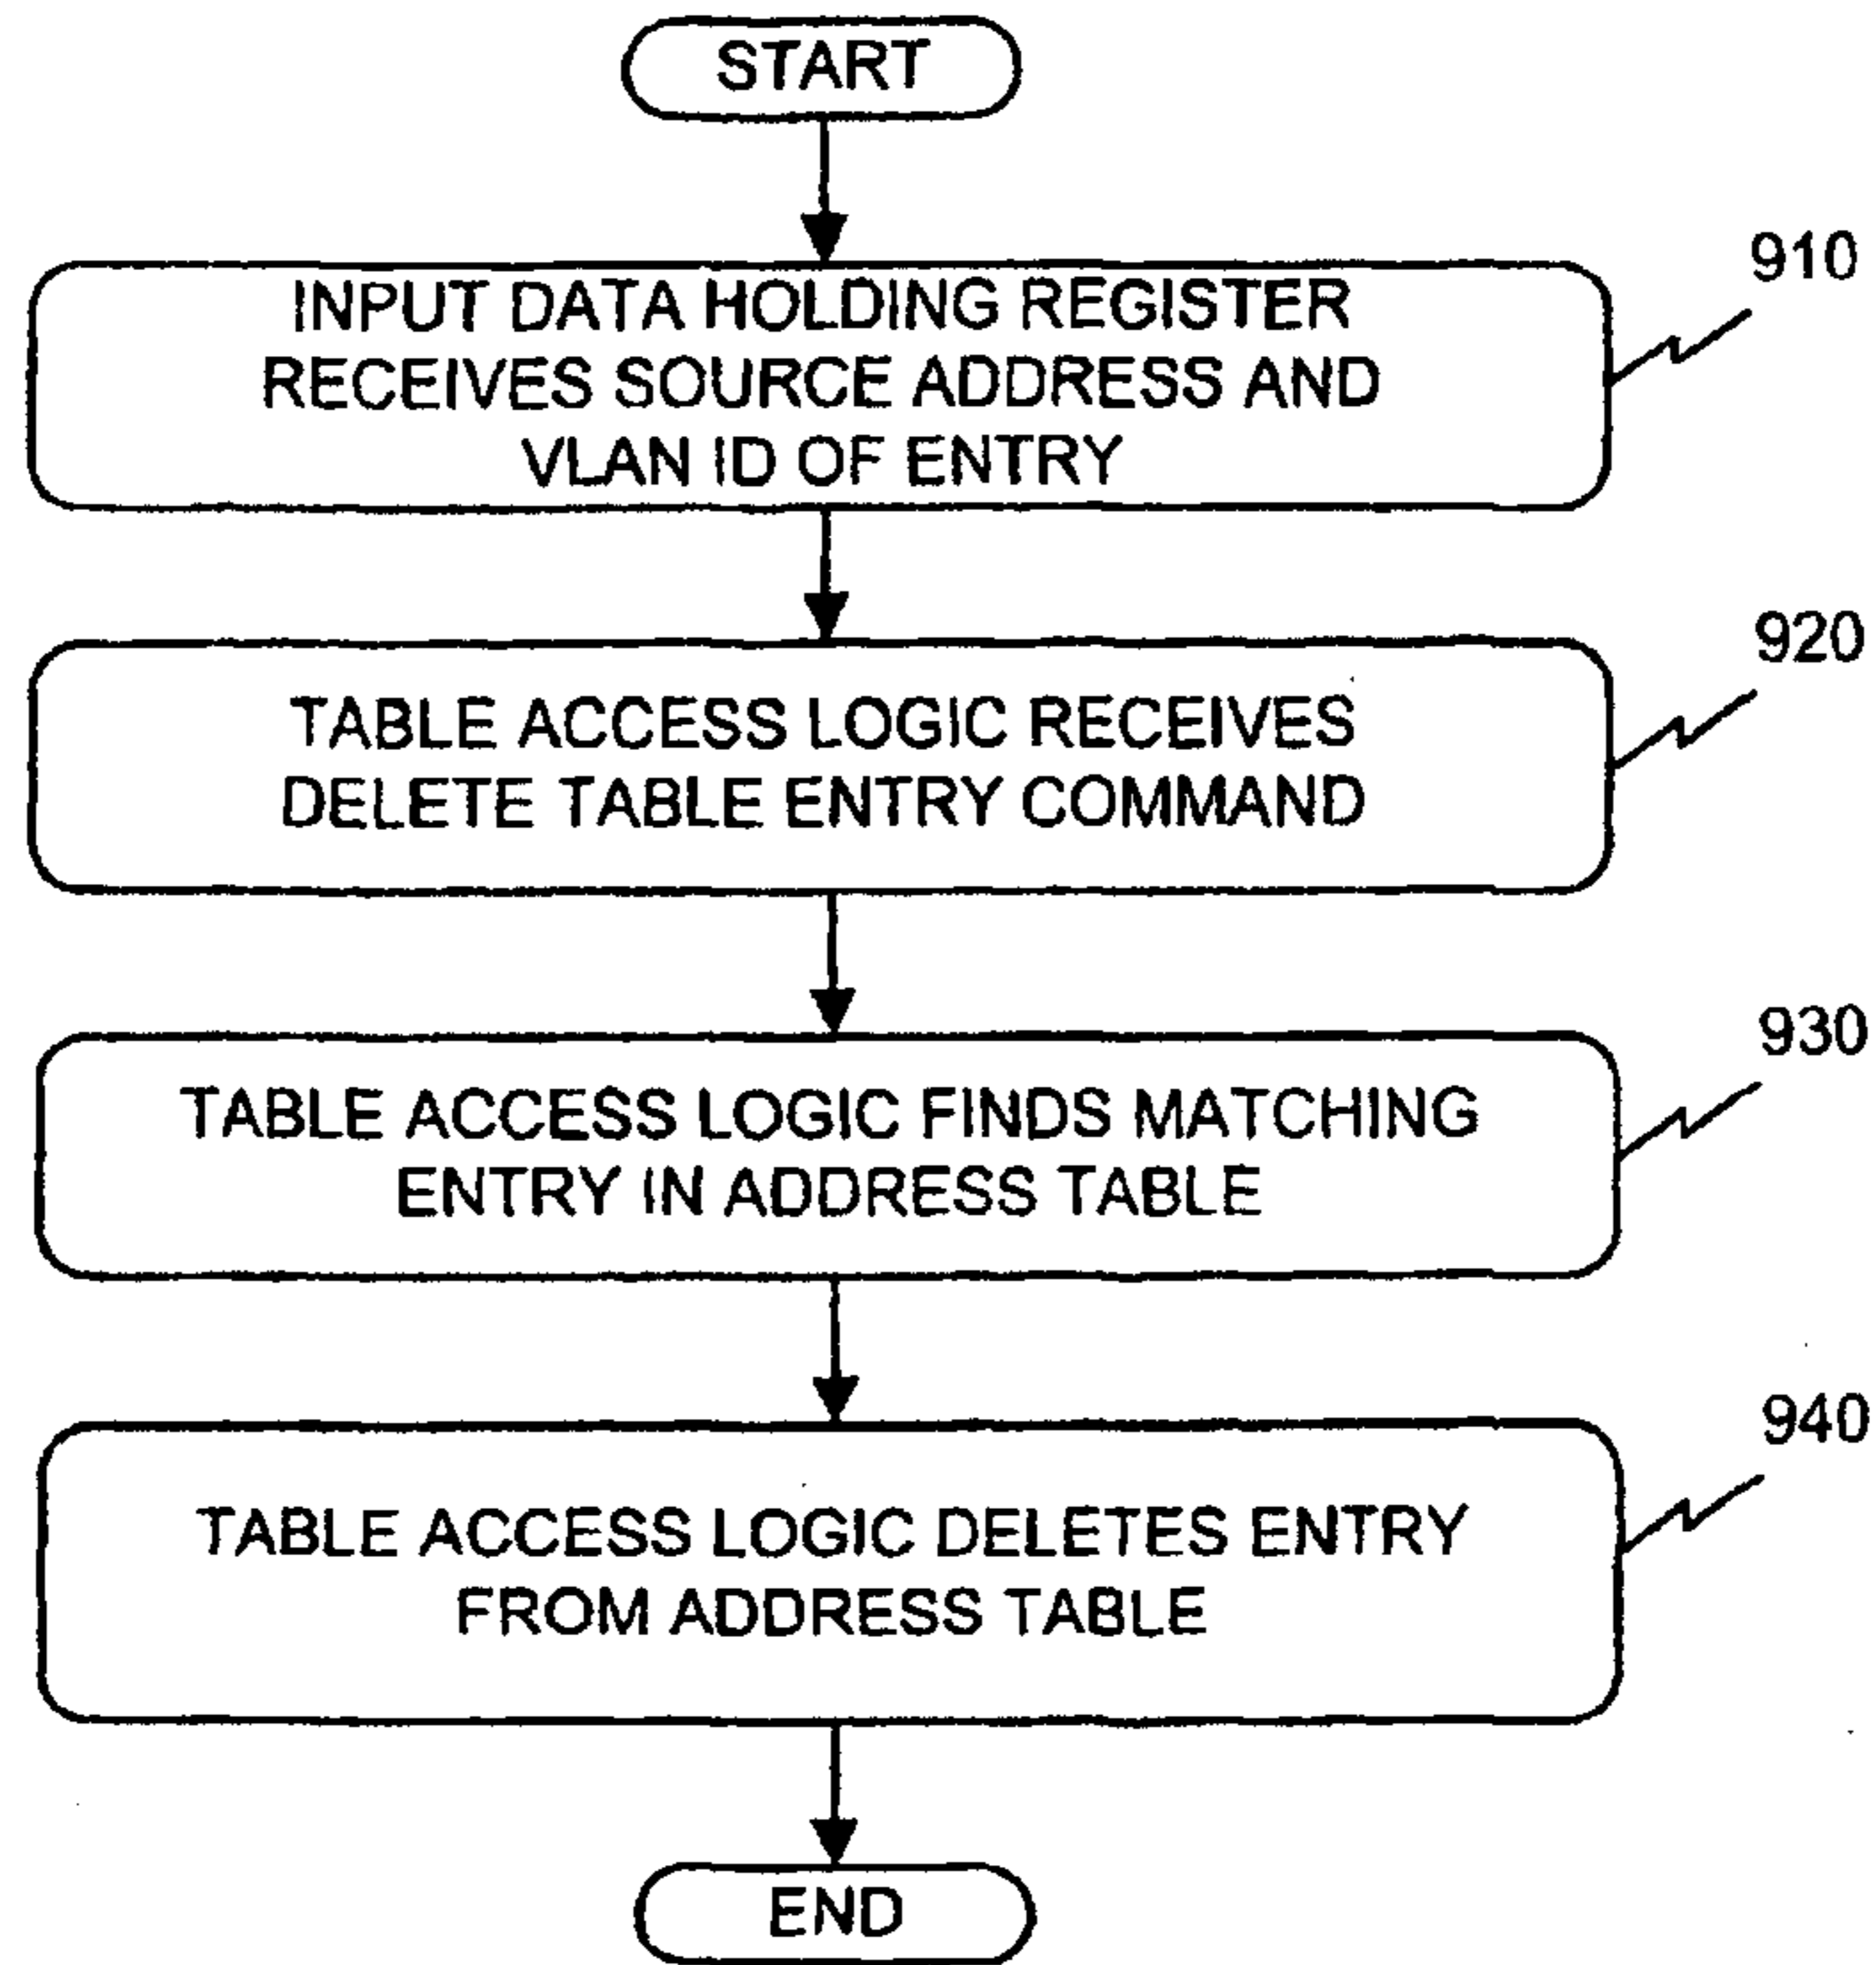 START
910
INPUT DATA HOLDING REGISTER
RECEIVES SOURCE ADDRESS AND
VLAN ID OF ENTRY
920
TABLE ACCESS LOGIC RECEIVES
DELETE TABLE ENTRY COMMAND
930
TABLE ACCESS LOGIC FINDS MATCHING
ENTRY IN ADDRESS TABLE
940
TABLE ACCESS LOGIC DELETES ENTRY
FROM ADDRESS TABLE
END